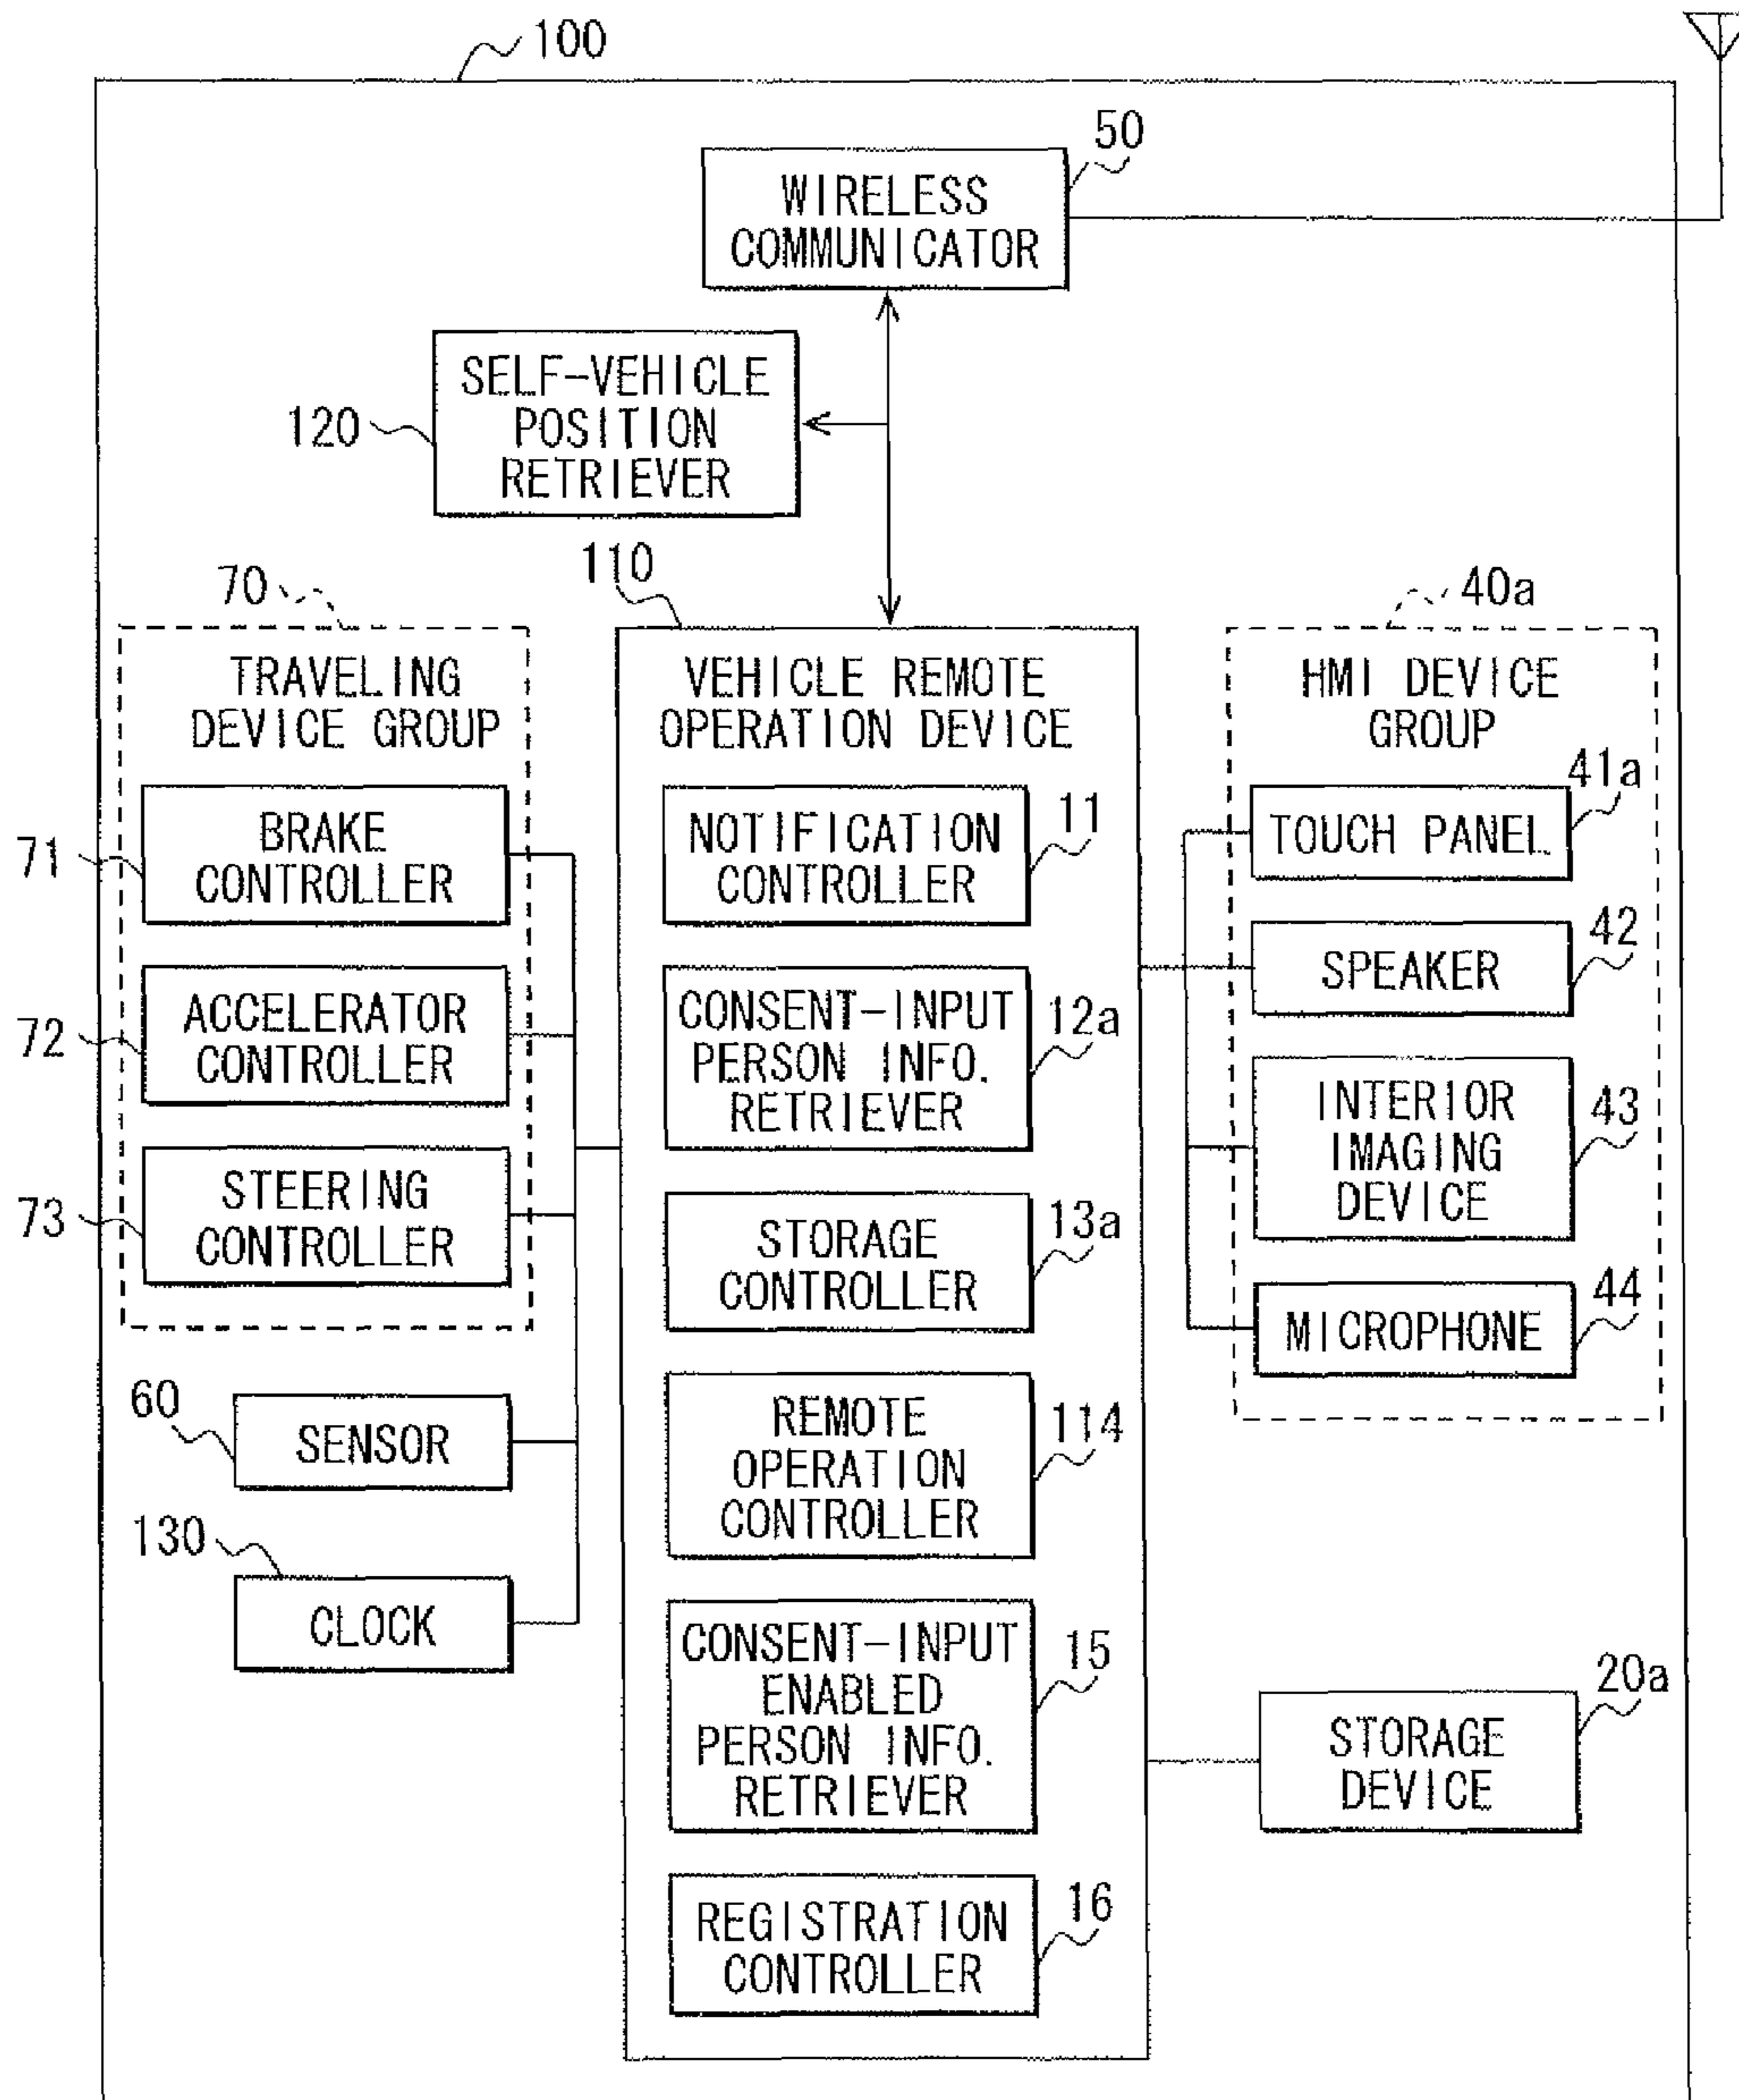 100
50
WIRELESS
COMMUNICATOR
SELF-VEHICLE
POSITION
RETRIEVER
120
110
70
TRAVELING
DEVICE GROUP
71
BRAKE
CONTROLLER
72
ACCELERATOR
CONTROLLER
73
STEERING
CONTROLLER
60
SENSOR
130
CLOCK
VEHICLE REMOTE
OPERATION DEVICE
NOTIFICATION
CONTROLLER
11
CONSENT-INPUT
PERSON INFO.
RETRIEVER
12a
STORAGE
CONTROLLER
13a
REMOTE
OPERATION
CONTROLLER
114
CONSENT-INPUT
ENABLED
PERSON INFO.
RETRIEVER
15
REGISTRATION
CONTROLLER
16
40a
HMI DEVICE
GROUP
41a
TOUCH PANEL
42
SPEAKER
INTERIOR
IMAGING
DEVICE
43
44
MICROPHONE
20a
STORAGE
DEVICE